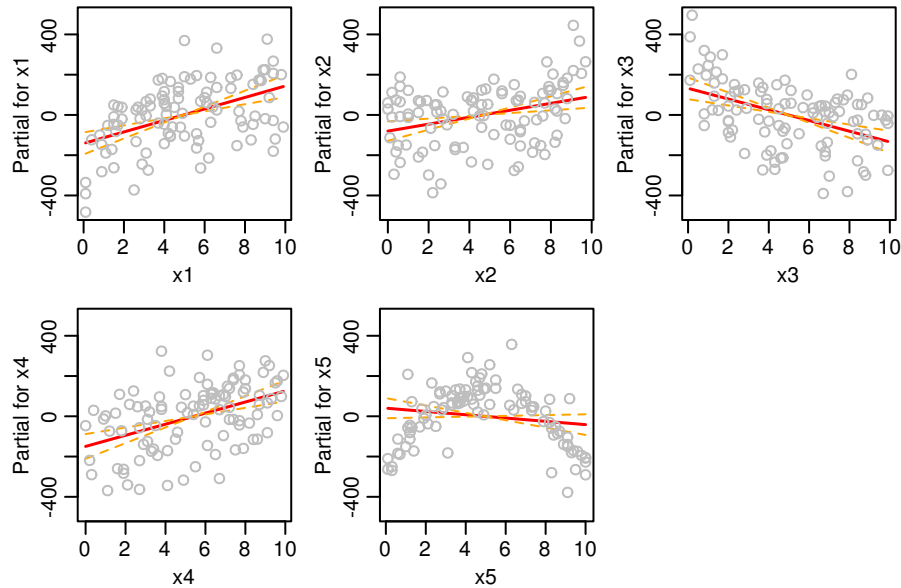 Partial for x1
-400 0 400
0 2 4 6 8 10
x1
Partial for x2
-400 0 400
0 2 4 6 8 10
x2
Partial for x3
-400 0 400
0 2 4 6 8 10
x3
Partial for x4
-400 0 400
0 2 4 6 8 10
x4
Partial for x5
-400 0 400
0 2 4 6 8 10
x5